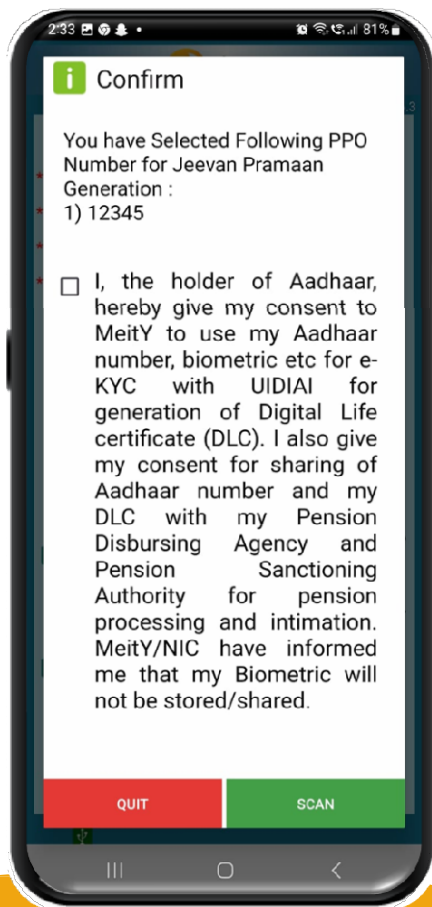 2:33
81%
.3
i Confirm
You have Selected Following PPO
Number for Jeevan Pramaan
Generation :
1) 12345
I, the holder of Aadhaar,
hereby give my consent to
MeitY to use my Aadhaar
number, biometric etc for e-
KYC with UIDIAI for
generation of Digital Life
certificate (DLC). I also give
my consent for sharing of
Aadhaar number and my
DLC with my Pension
Disbursing Agency and
Pension Sanctioning
Authority for pension
processing and intimation.
MeitY/NIC have informed
me that my Biometric will
not be stored/shared.
QUIT
SCAN